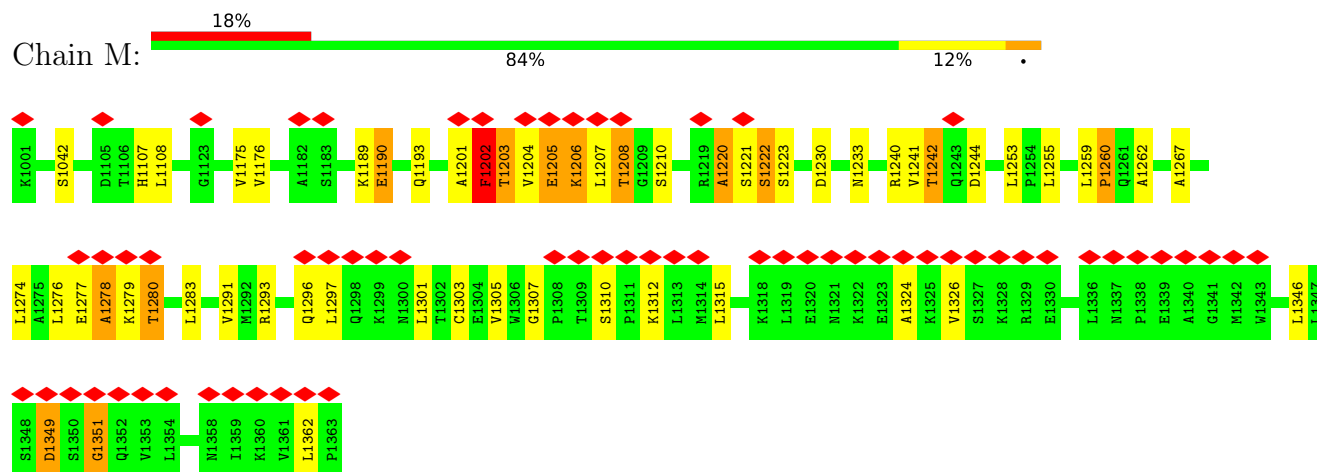 18%
Chain M:
84% 12% •
K1001 S1042 D1105 T1106 H1107 L1108 G1123 V1175 V1176 A1182 S1183 K1189 E1190 Q1193 A1201 F1202 T1203 V1204 E1205 K1206 L1207 T1208 G1209 S1210 R1219 A1220 S1221 S1222 S1223 D1230 N1233 R1240 V1241 T1242 Q1243 D1244 L1253 P1254 L1255 L1259 P1260 Q1261 A1262 A1267
L1274 A1275 L1276 E1277 A1278 K1279 T1280 L1283 V1291 M1292 R1293 Q1296 L1297 Q1298 K1299 N1300 L1301 T1302 C1303 E1304 V1305 W1306 G1307 P1308 T1309 S1310 P1311 K1312 L1313 M1314 L1315 K1318 L1319 E1320 N1321 K1322 E1323 A1324 K1325 V1326 S1327 K1328 R1329 E1330 L1336 N1337 P1338 E1339 A1340 G1341 M1342 W1343 L1346 L1347
S1348 D1349 S1350 G1351 Q1352 V1353 L1354 N1358 I1359 K1360 V1361 L1362 P1363